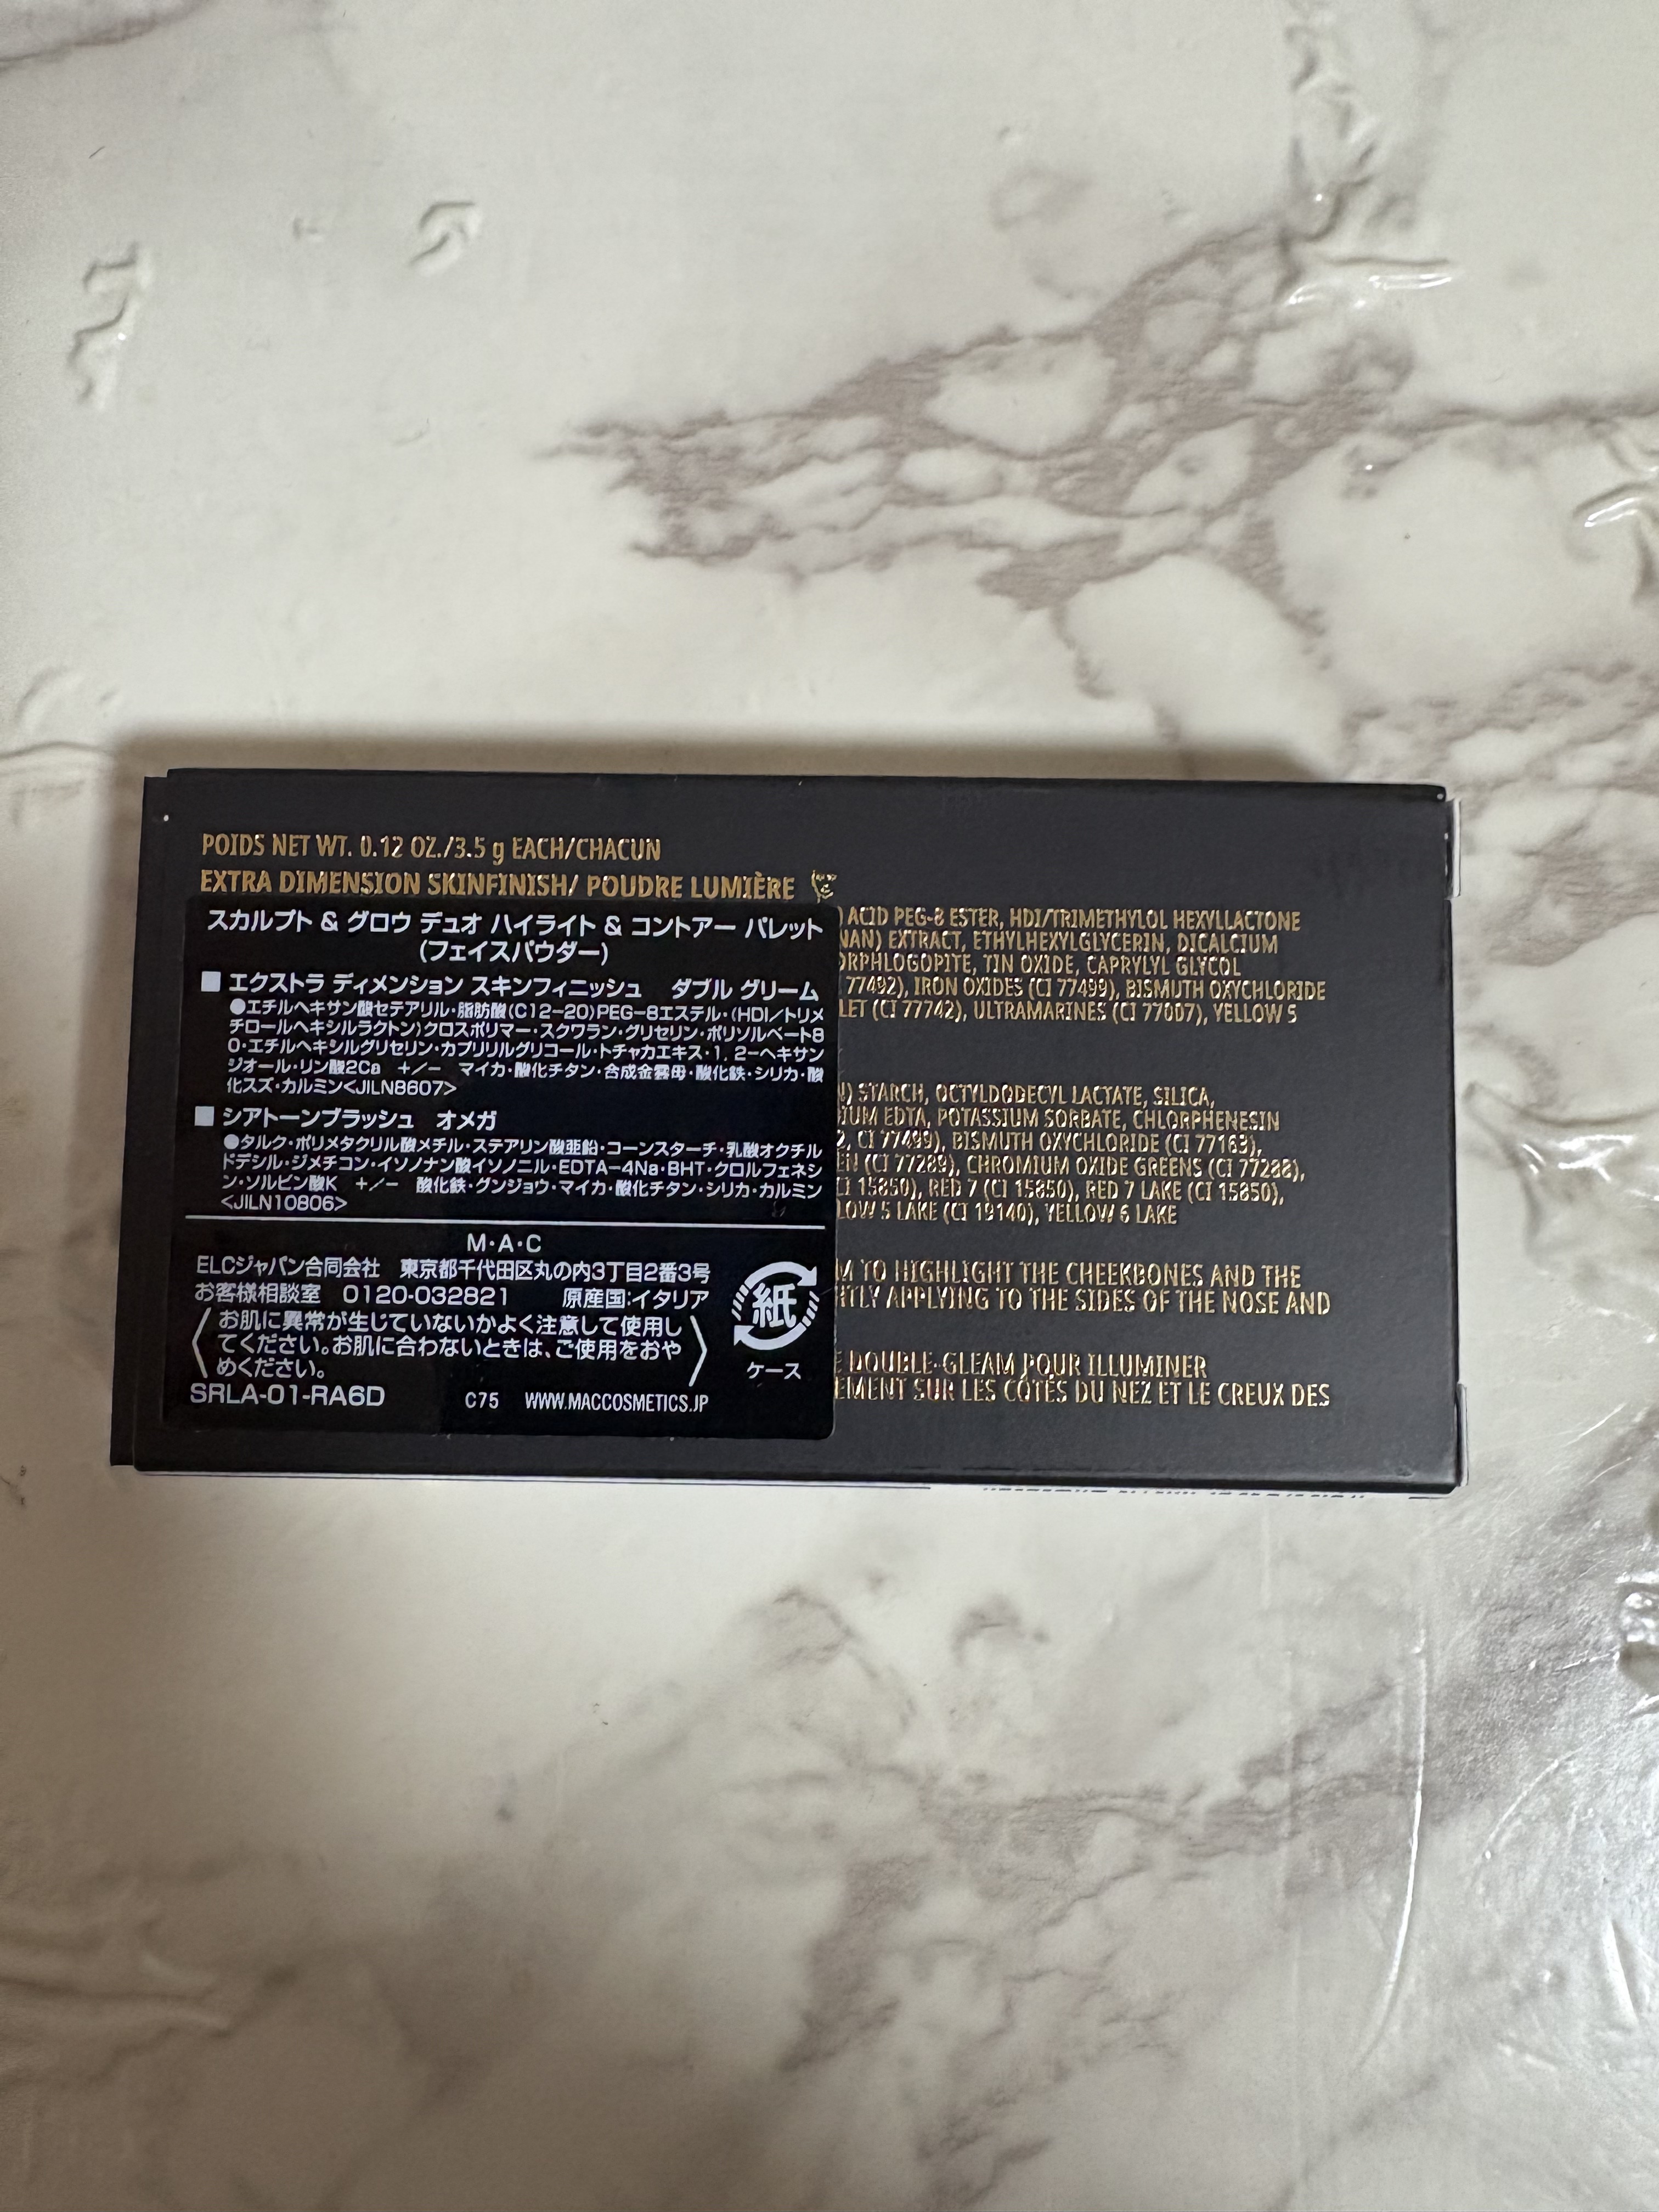 POIDS NET WT. 0.12 OZ./3.5 g EACH/CHACUN
EXTRA DIMENSION SKINFINISH/ POUDRE LUMIÈRE
スカルプト & グロウ デュオ ハイライト & コントアー パレット
(フェイスパウダー)
■ エクストラ ディメンション スキンフィニッシュ ダブル グリーム
●エチルヘキサン酸セテアリル・脂肪酸(C12-20)PEG-8エステル・(HDI/トリメ
チロールヘキシルラクトン)クロスポリマー・スクワラン・グリセリン・ポリソルベート8
0・エチルヘキシルグリセリン・カプリリルグリコール・トチャカエキス・1, 2-ヘキサン
ジオール・リン酸2Ca +/- マイカ・酸化チタン・合成金雲母・酸化鉄・シリカ・酸
化スズ・カルミン<JILN8607>
■ シアトーンブラッシュ オメガ
●タルク・ポリメタクリル酸メチル・ステアリン酸亜鉛・コーンスターチ・乳酸オクチル
ドデシル・ジメチコン・イソノナン酸イソノニル・EDTA-4Na・BHT・クロルフェネシ
ン・ソルビン酸K +/- 酸化鉄・グンジョウ・マイカ・酸化チタン・シリカ・カルミン
<JILN10806>
M・A・C
ELCジャパン合同会社 東京都千代田区丸の内3丁目2番3号
お客様相談室 0120-032821 原産国:イタリア
お肌に異常が生じていないかよく注意して使用し
てください。お肌に合わないときは、ご使用をおや
めください。
紙
ケース
SRLA-01-RA6D C75 WWW.MACCOSMETICS.JP
) ACID PEG-8 ESTER, HDI/TRIMETHYLOL HEXYLLACTONE
NAN) EXTRACT, ETHYLHEXYLGLYCERIN, DICALCIUM
ORPHLOGOPITE, TIN OXIDE, CAPRYLYL GLYCOL
77492), IRON OXIDES (CI 77499), BISMUTH OXYCHLORIDE
LET (CI 77742), ULTRAMARINES (CI 77007), YELLOW 5
) STARCH, OCTYLDODECYL LACTATE, SILICA,
IUM EDTA, POTASSIUM SORBATE, CHLORPHENESIN
2, CI 77499), BISMUTH OXYCHLORIDE (CI 77163),
EN (CI 77289), CHROMIUM OXIDE GREENS (CI 77288),
CI 15850), RED 7 (CI 15850), RED 7 LAKE (CI 15850),
LOW 5 LAKE (CI 19140), YELLOW 6 LAKE
M TO HIGHLIGHT THE CHEEKBONES AND THE
HTLY APPLYING TO THE SIDES OF THE NOSE AND
E DOUBLE-GLEAM POUR ILLUMINER
EMENT SUR LES CÔTÉS DU NEZ ET LE CREUX DES